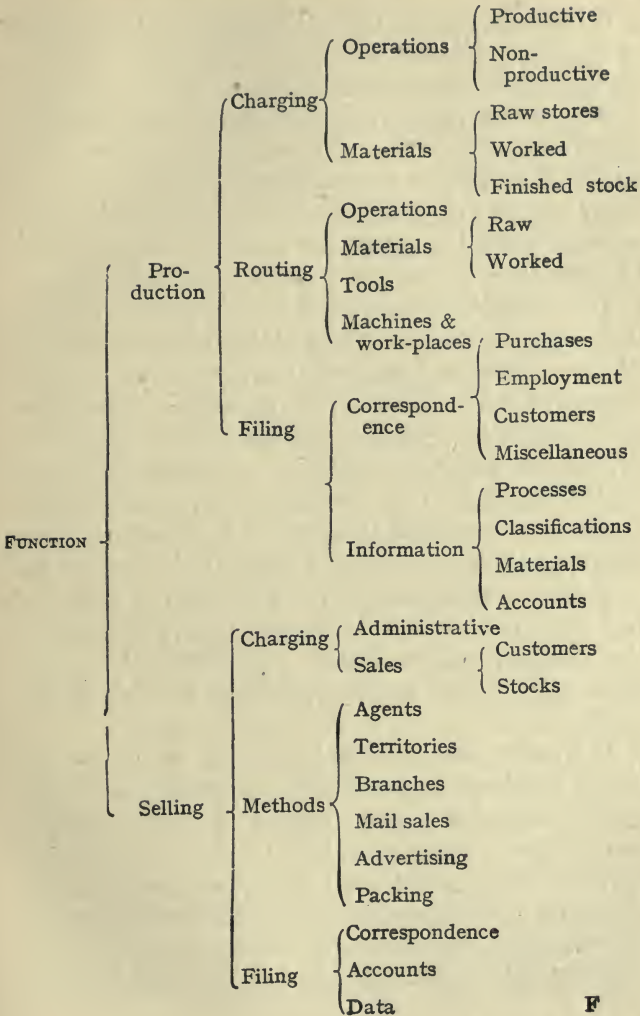 Productive
Operations
Non-
productive
Charging
Raw stores
Materials
Worked
Finished stock
Operations
Raw
Materials
Pro-
duction
Routing
Worked
Tools
Machines &
work-places
Purchases
Employment
Correspond-
ence
Filing
Customers
Miscellaneous
Processes
Classifications
FUNCTION
Information
Materials
Accounts
Administrative
Charging
Customers
Sales
Stocks
Agents
Territories
Branches
Selling
Methods
Mail sales
Advertising
Packing
Correspondence
Filing
Accounts
Data
F